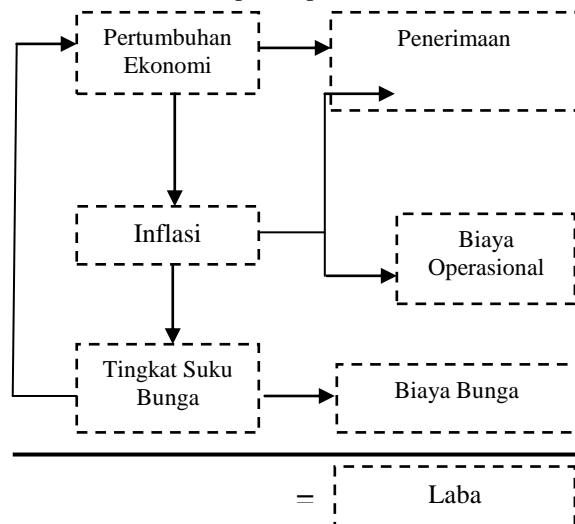 Pertumbuhan
Ekonomi
Penerimaan
Inflasi
Biaya
Operasional
Tingkat Suku
Bunga
Biaya Bunga
=
Laba